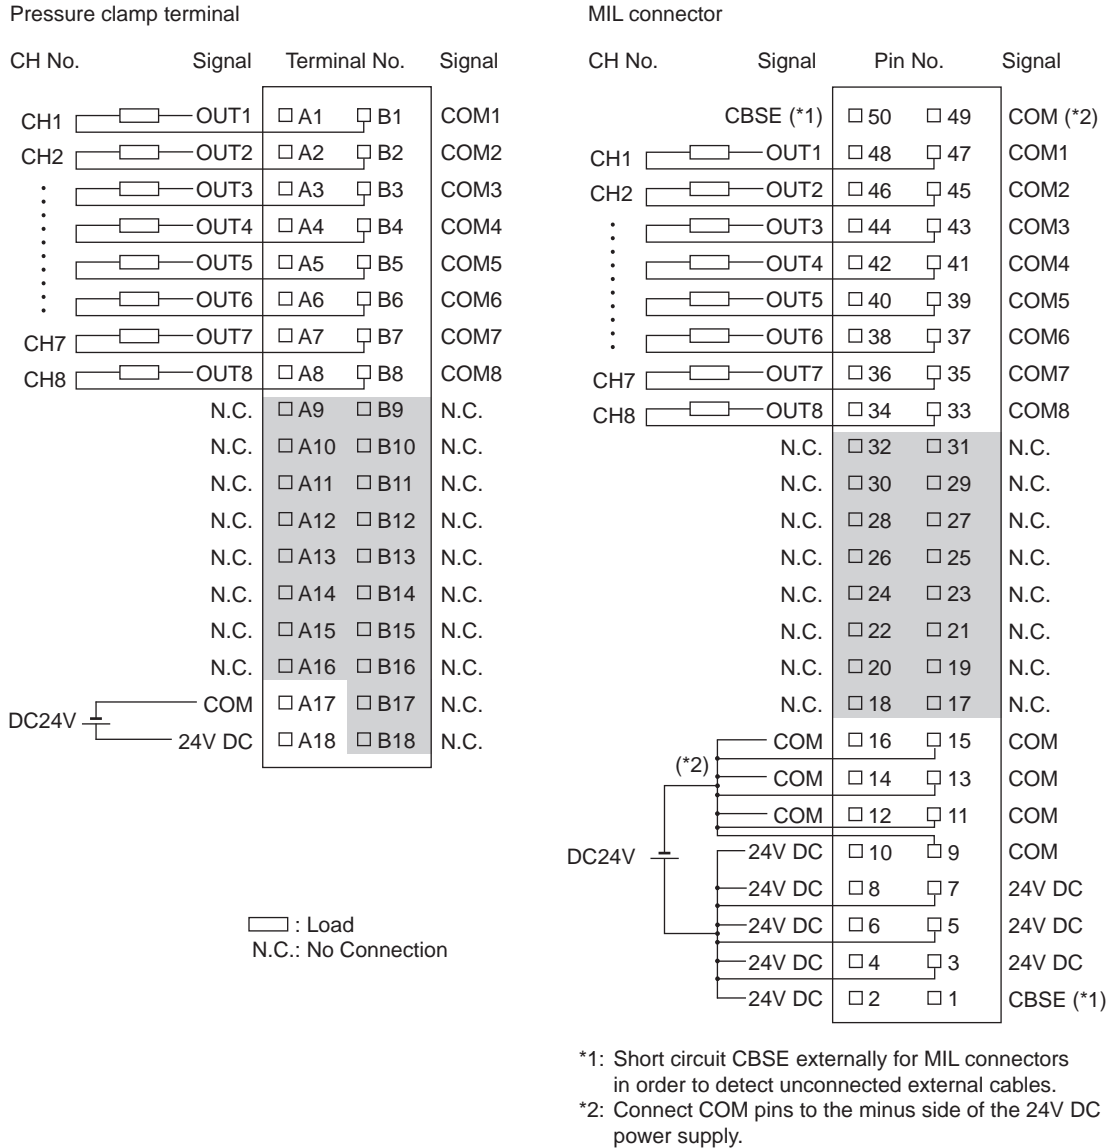 Pressure clamp terminal
CH No. Signal Terminal No. Signal
CH1 OUT1 A1 B1 COM1
CH2 OUT2 A2 B2 COM2
OUT3 A3 B3 COM3
OUT4 A4 B4 COM4
OUT5 A5 B5 COM5
OUT6 A6 B6 COM6
CH7 OUT7 A7 B7 COM7
CH8 OUT8 A8 B8 COM8
N.C. A9 B9 N.C.
N.C. A10 B10 N.C.
N.C. A11 B11 N.C.
N.C. A12 B12 N.C.
N.C. A13 B13 N.C.
N.C. A14 B14 N.C.
N.C. A15 B15 N.C.
N.C. A16 B16 N.C.
COM A17 B17 N.C.
DC24V
24V DC A18 B18 N.C.
: Load
N.C.: No Connection
MIL connector
CH No. Signal Pin No. Signal
CBSE (*1) 50 49 COM (*2)
CH1 OUT1 48 47 COM1
CH2 OUT2 46 45 COM2
OUT3 44 43 COM3
OUT4 42 41 COM4
OUT5 40 39 COM5
OUT6 38 37 COM6
CH7 OUT7 36 35 COM7
CH8 OUT8 34 33 COM8
N.C. 32 31 N.C.
N.C. 30 29 N.C.
N.C. 28 27 N.C.
N.C. 26 25 N.C.
N.C. 24 23 N.C.
N.C. 22 21 N.C.
N.C. 20 19 N.C.
N.C. 18 17 N.C.
COM 16 15 COM
(*2)
COM 14 13 COM
COM 12 11 COM
DC24V 24V DC 10 9 COM
24V DC 8 7 24V DC
24V DC 6 5 24V DC
24V DC 4 3 24V DC
24V DC 2 1 CBSE (*1)
*1: Short circuit CBSE externally for MIL connectors
in order to detect unconnected external cables.
*2: Connect COM pins to the minus side of the 24V DC
power supply.